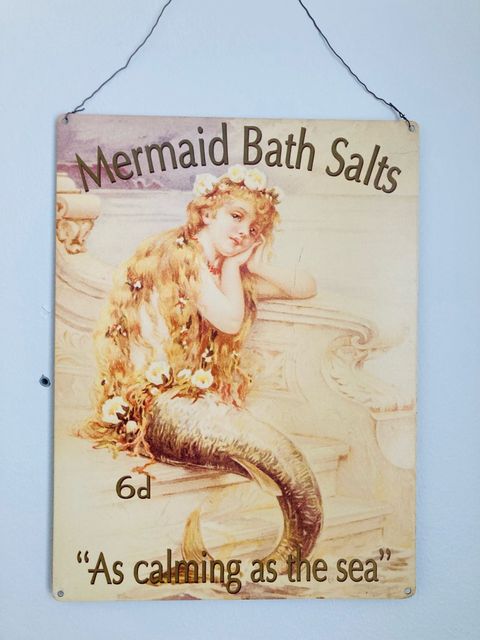 Mermaid Bath Salts
6d
“As calming as the sea”